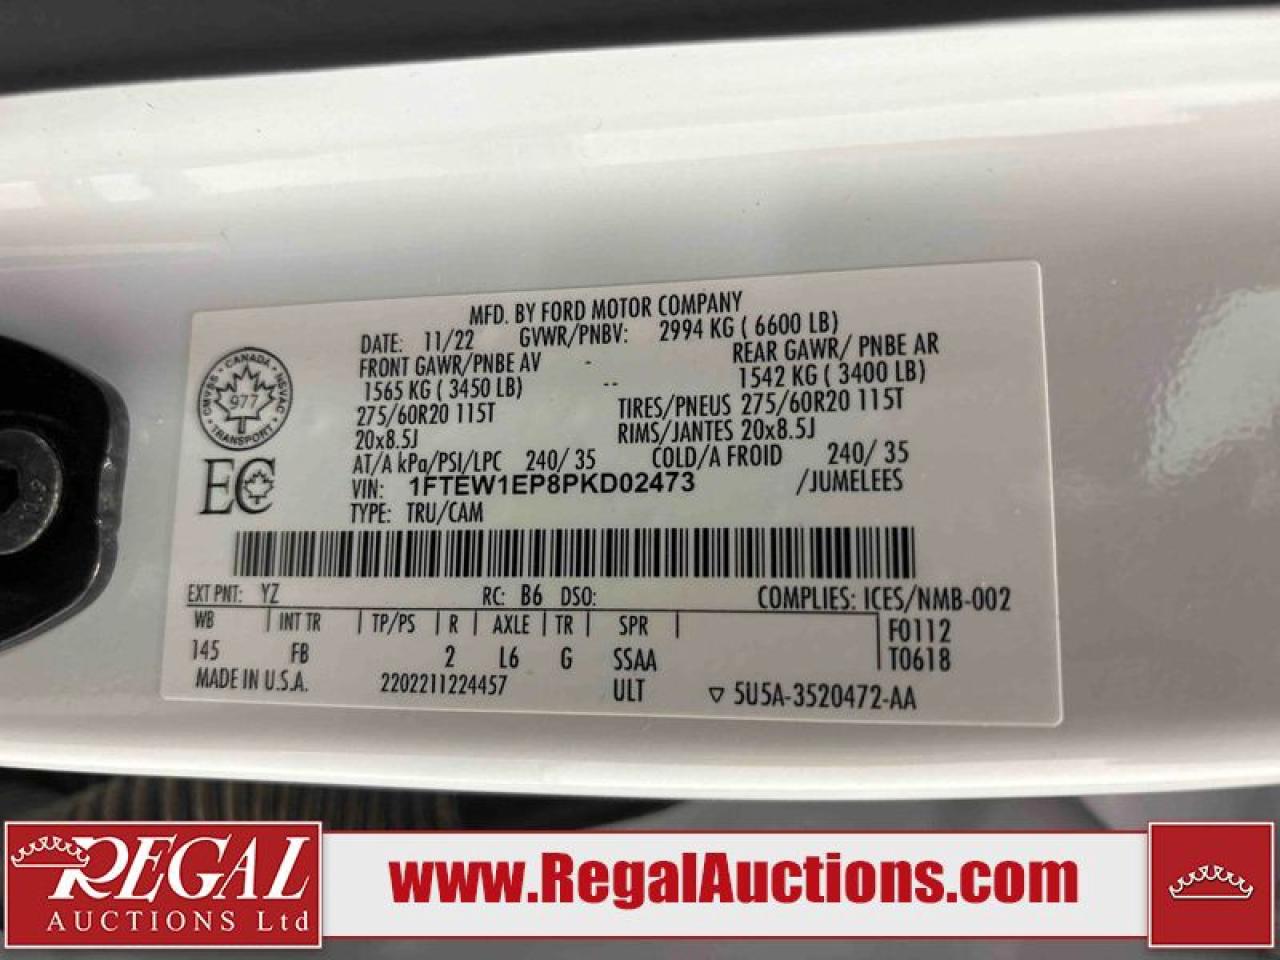 MFD. BY FORD MOTOR COMPANY
DATE: 11/22 GVWR/PNBV: 2994 KG ( 6600 LB)
FRONT GAWR/PNBE AV - REAR GAWR/ PNBE AR
1565 KG ( 3450 LB) -- 1542 KG ( 3400 LB)
275/60R20 115T TIRES/PNEUS 275/60R20 115T
20x8.5J RIMS/JANTES 20x8.5J
AT/A kPa/PSI/LPC 240/ 35 COLD/A FROID 240/ 35
VIN: 1FTEW1EP8PKD02473 /JUMELEES
TYPE: TRU/CAM
CANADA
CMVSS NSVAC
977
TRANSPORT
EC
EXT PNT: YZ RC: B6 DSO: COMPLIES: ICES/NMB-002
WB | INT TR | TP/PS | R | AXLE | TR | SPR | F0112
145 FB 2 L6 G SSAA T0618
MADE IN U.S.A. 2202211224457 ULT ▽ 5U5A-3520472-AA
REGAL
AUCTIONS Ltd
www.RegalAuctions.com